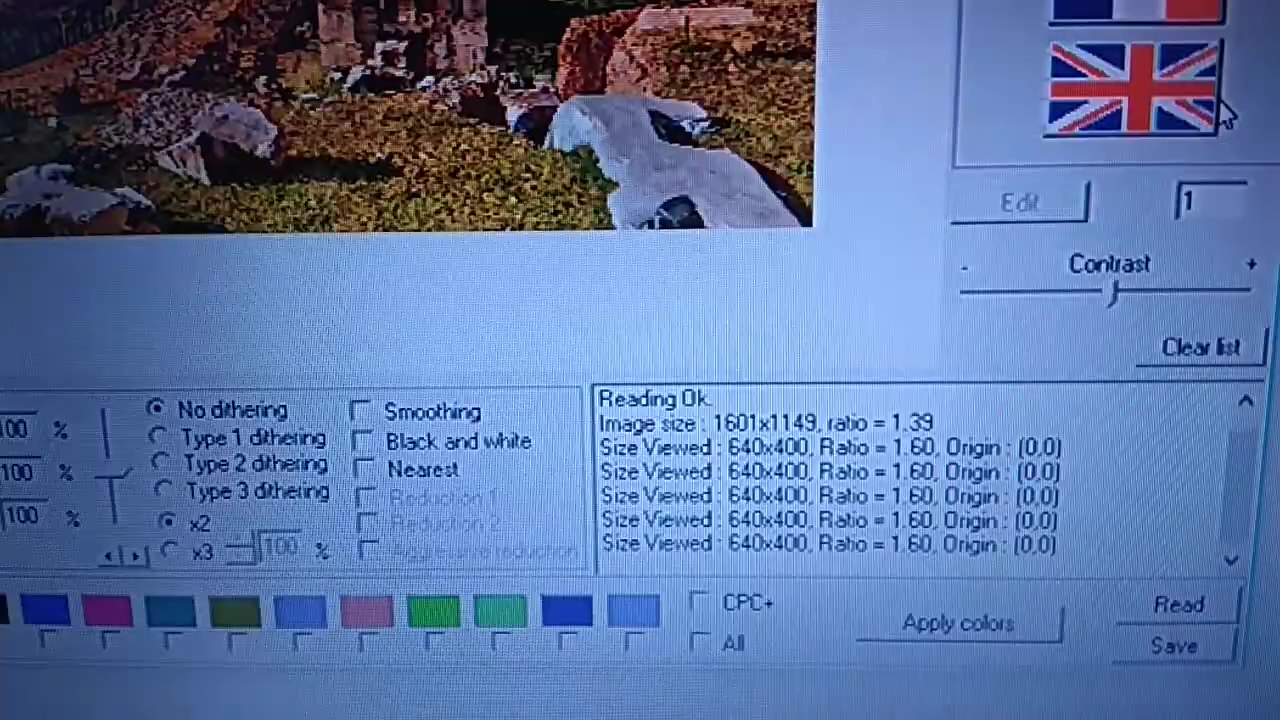 Edit
1
- Contrast +
Clear list
100 %
100 %
100 %
No dithering
Type 1 dithering
Type 2 dithering
Type 3 dithering
x2
x3
100 %
Smoothing
Black and white
Nearest
Reduction 1
Reduction 2
Aggressive reduction
Reading Ok.
Image size : 1601x1149, ratio = 1.39
Size Viewed : 640x400, Ratio = 1.60, Origin : (0,0)
Size Viewed : 640x400, Ratio = 1.60, Origin : (0,0)
Size Viewed : 640x400, Ratio = 1.60, Origin : (0,0)
Size Viewed : 640x400, Ratio = 1.60, Origin : (0,0)
Size Viewed : 640x400, Ratio = 1.60, Origin : (0,0)
CPC+
All
Apply colors
Read
Save